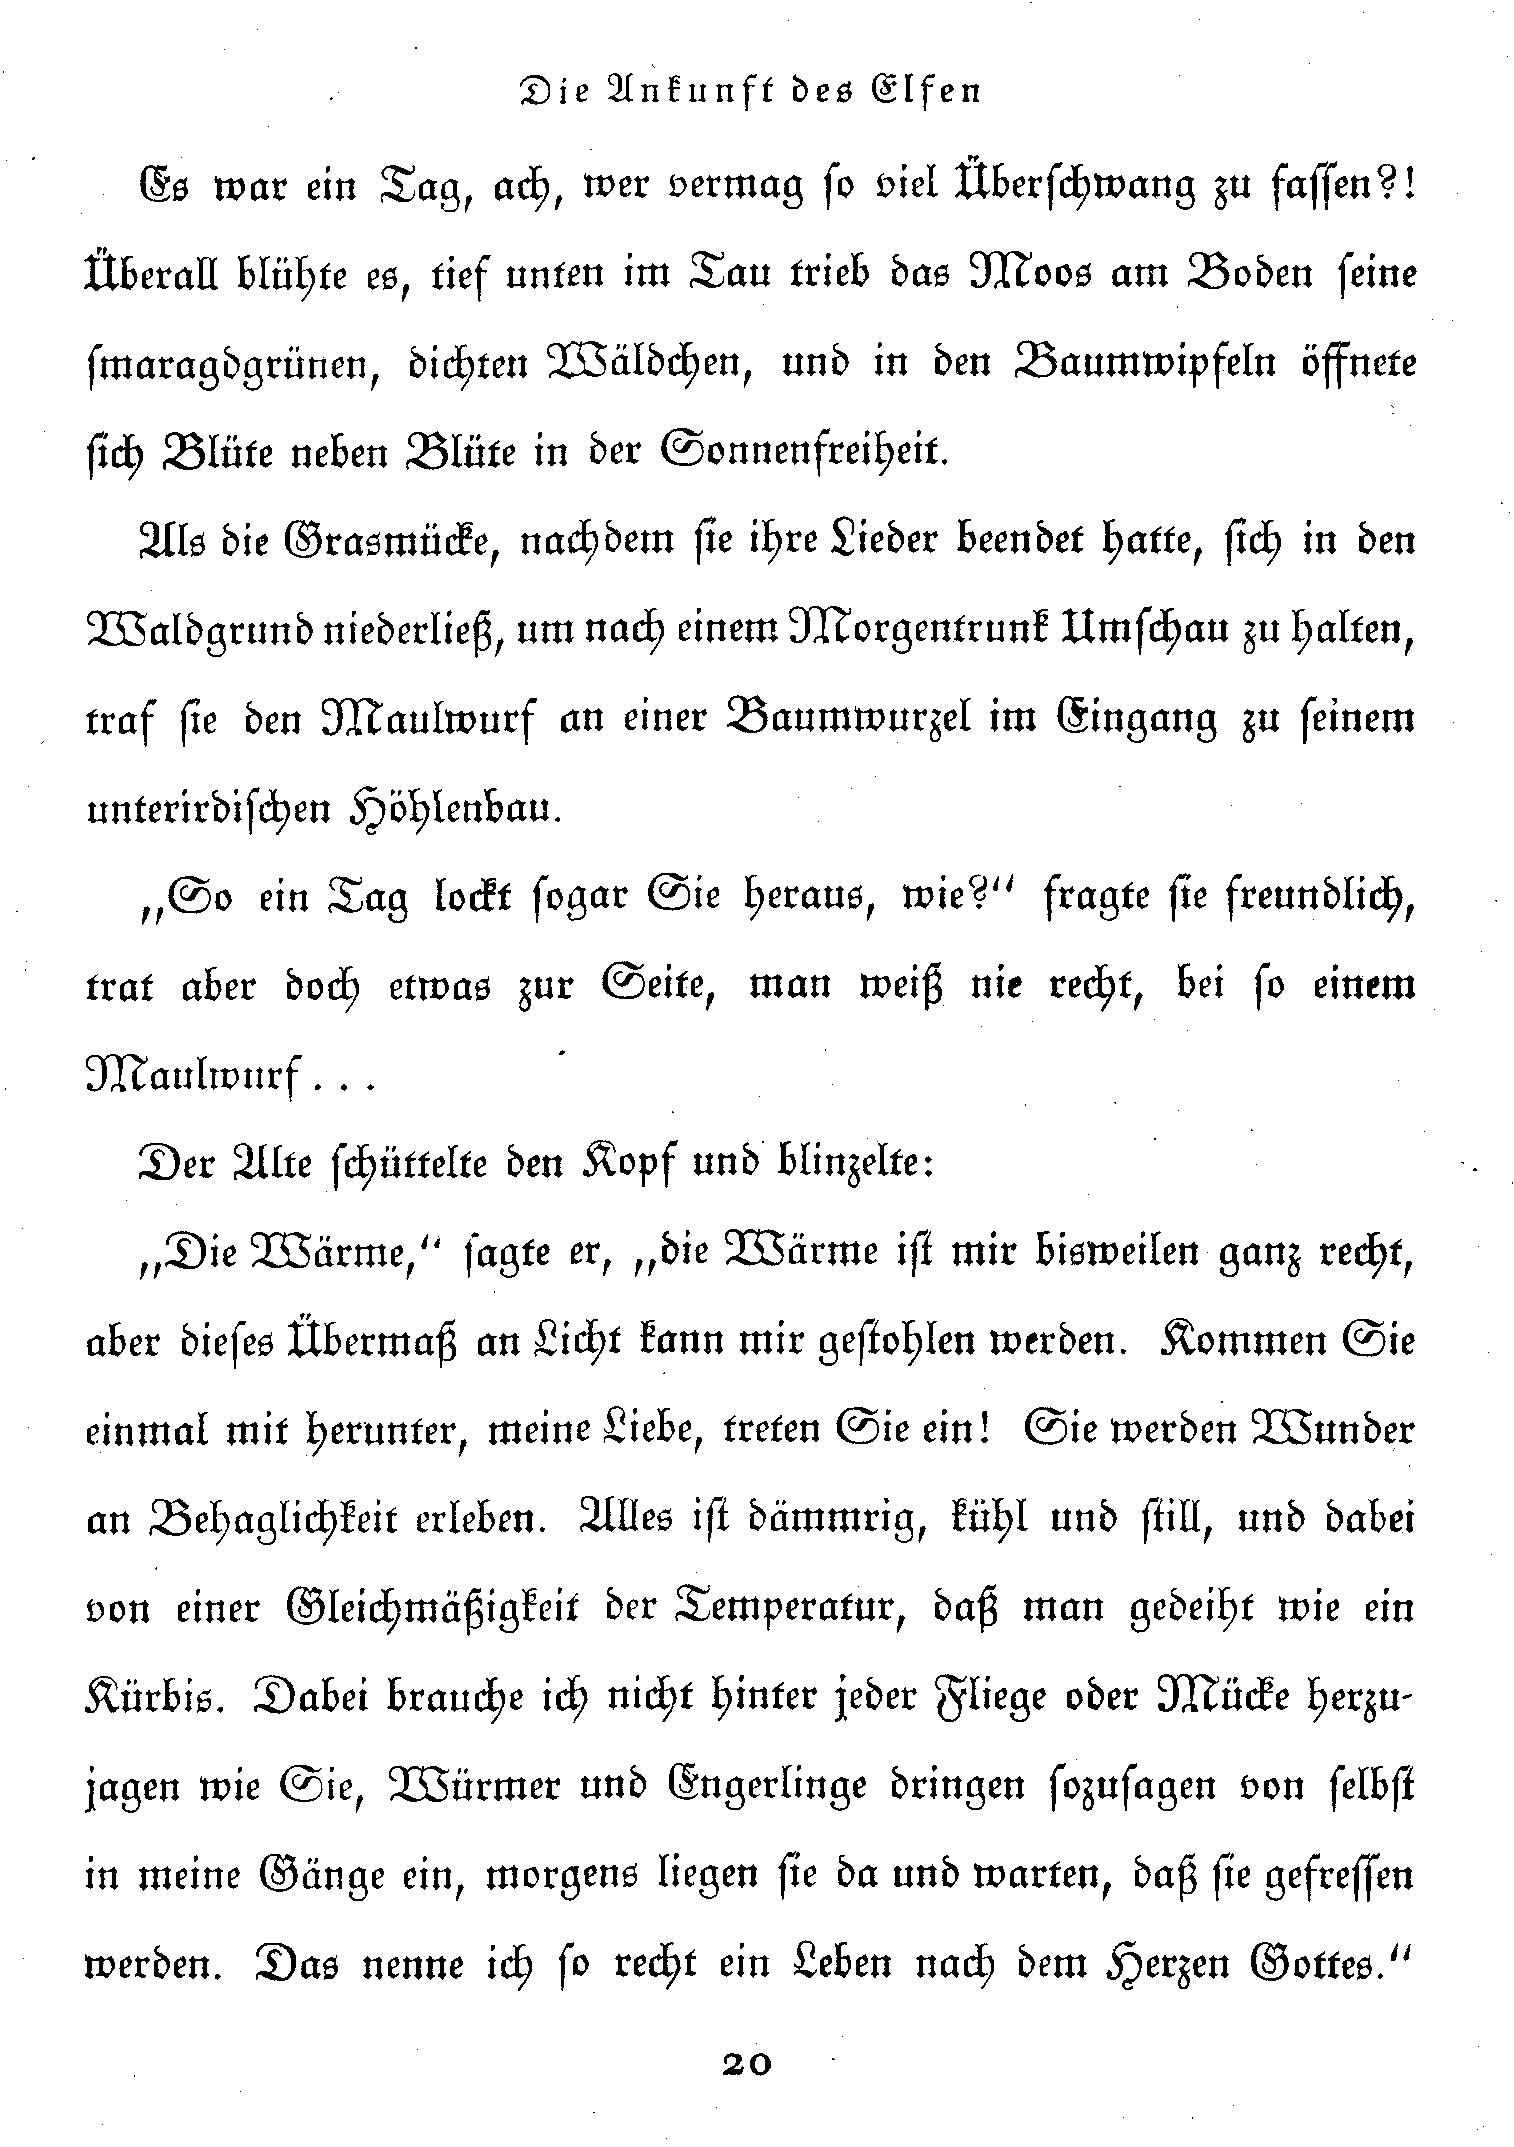 Die Ankunft des Elfen
Es war ein Tag, ach, wer vermag so viel Überschwang zu fassen?!
Überall blühte es, tief unten im Tau trieb das Moos am Boden seine
smaragdgrünen, dichten Wäldchen, und in den Baumwipfeln öffnete
sich Blüte neben Blüte in der Sonnenfreiheit.
Als die Grasmücke, nachdem sie ihre Lieder beendet hatte, sich in den
Waldgrund niederließ, um nach einem Morgentrunk Umschau zu halten,
traf sie den Maulwurf an einer Baumwurzel im Eingang zu seinem
unterirdischen Höhlenbau.
„So ein Tag lockt sogar Sie heraus, wie?“ fragte sie freundlich,
trat aber doch etwas zur Seite, man weiß nie recht, bei so einem
Maulwurf . . .
Der Alte schüttelte den Kopf und blinzelte:
„Die Wärme,“ sagte er, „die Wärme ist mir bisweilen ganz recht,
aber dieses Übermaß an Licht kann mir gestohlen werden. Kommen Sie
einmal mit herunter, meine Liebe, treten Sie ein! Sie werden Wunder
an Behaglichkeit erleben. Alles ist dämmrig, kühl und still, und dabei
von einer Gleichmäßigkeit der Temperatur, daß man gedeiht wie ein
Kürbis. Dabei brauche ich nicht hinter jeder Fliege oder Mücke herzu-
jagen wie Sie, Würmer und Engerlinge dringen sozusagen von selbst
in meine Gänge ein, morgens liegen sie da und warten, daß sie gefressen
werden. Das nenne ich so recht ein Leben nach dem Herzen Gottes.“
20